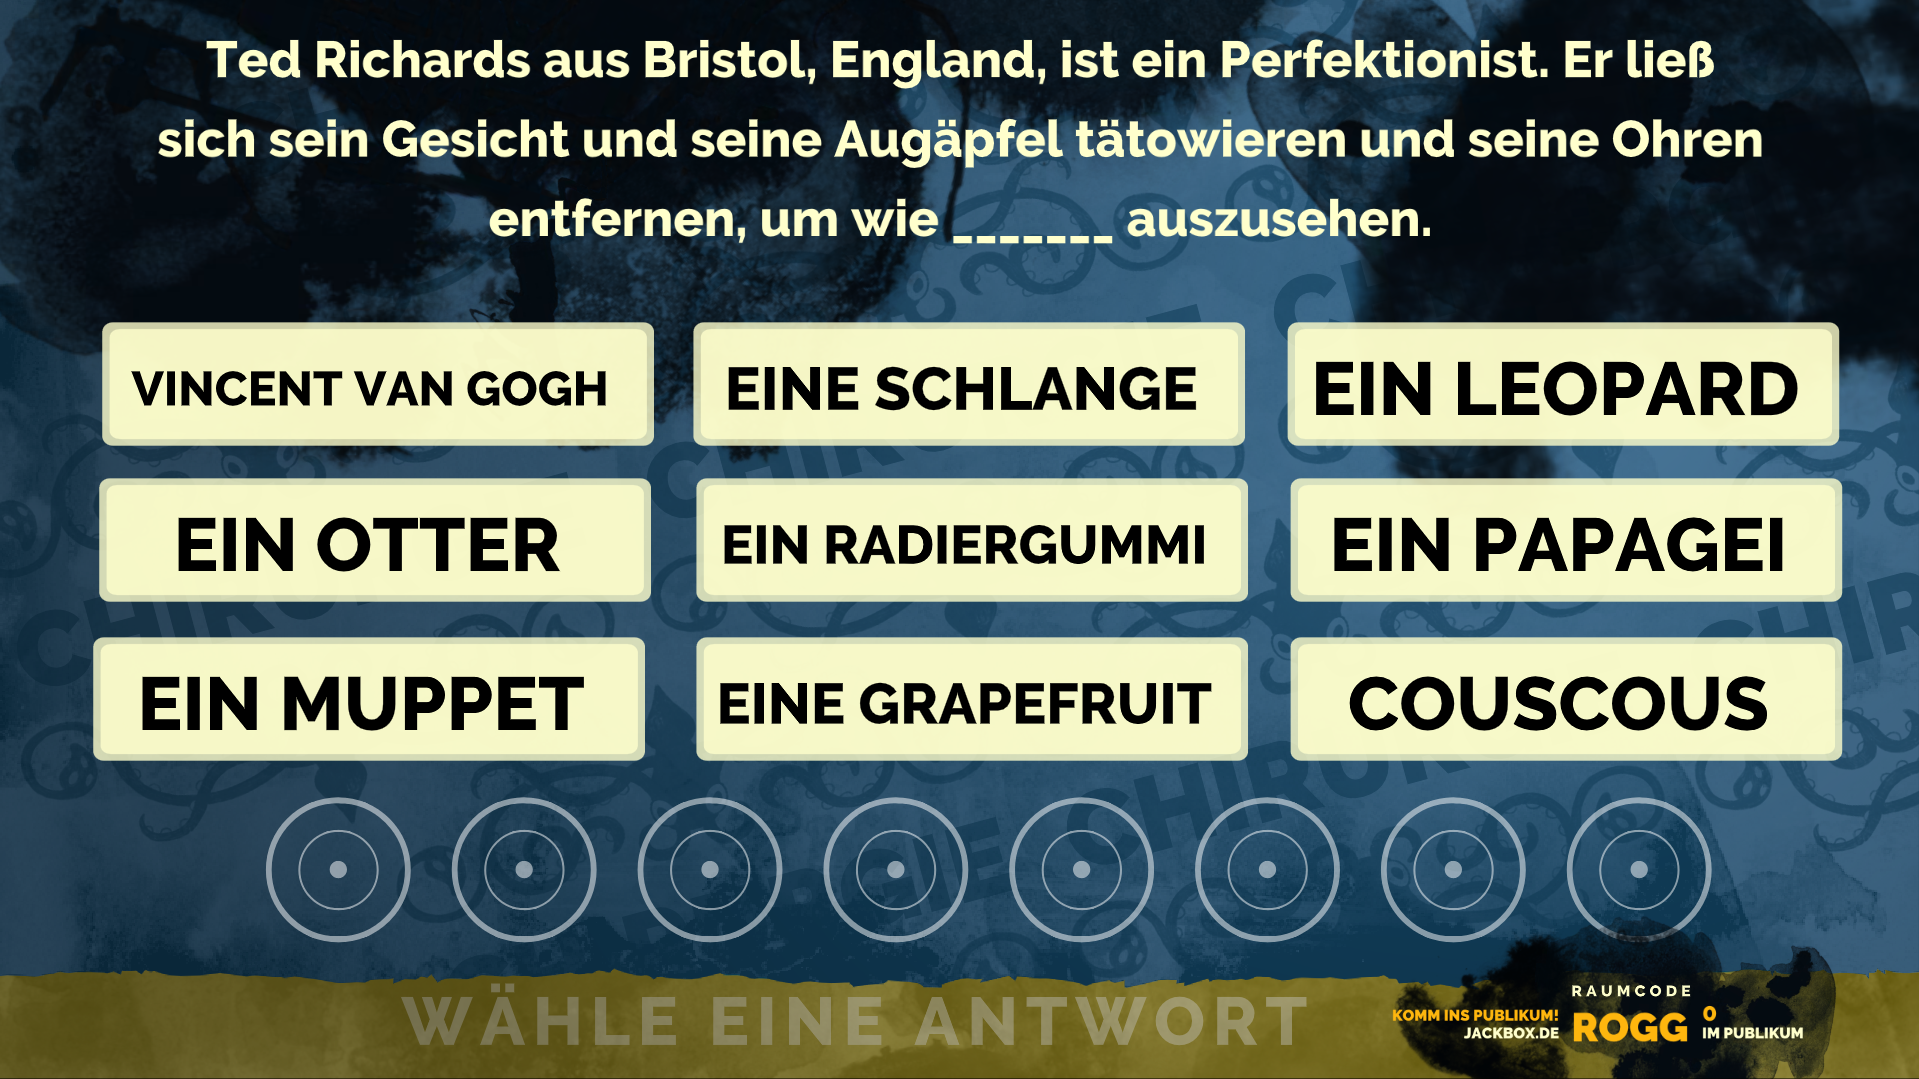 Ted Richards aus Bristol, England, ist ein Perfektionist. Er ließ
sich sein Gesicht und seine Augäpfel tätowieren und seine Ohren
entfernen, um wie _______ auszusehen.
VINCENT VAN GOGH
EINE SCHLANGE
EIN LEOPARD
EIN OTTER
EIN RADIERGUMMI
EIN PAPAGEI
EIN MUPPET
EINE GRAPEFRUIT
COUSCOUS
WÄHLE EINE ANTWORT
KOMM INS PUBLIKUM!
JACKBOX.DE
RAUMCODE
ROGG
0
IM PUBLIKUM